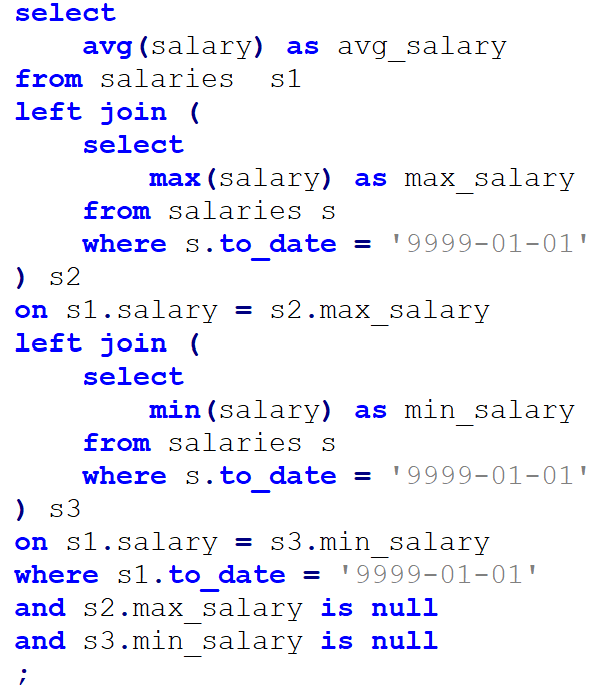 select
    avg(salary) as avg_salary
from salaries  s1
left join (
    select
        max(salary) as max_salary
    from salaries s
    where s.to_date = '9999-01-01'
) s2
on s1.salary = s2.max_salary
left join (
    select
        min(salary) as min_salary
    from salaries s
    where s.to_date = '9999-01-01'
) s3
on s1.salary = s3.min_salary
where s1.to_date = '9999-01-01'
and s2.max_salary is null
and s3.min_salary is null
;